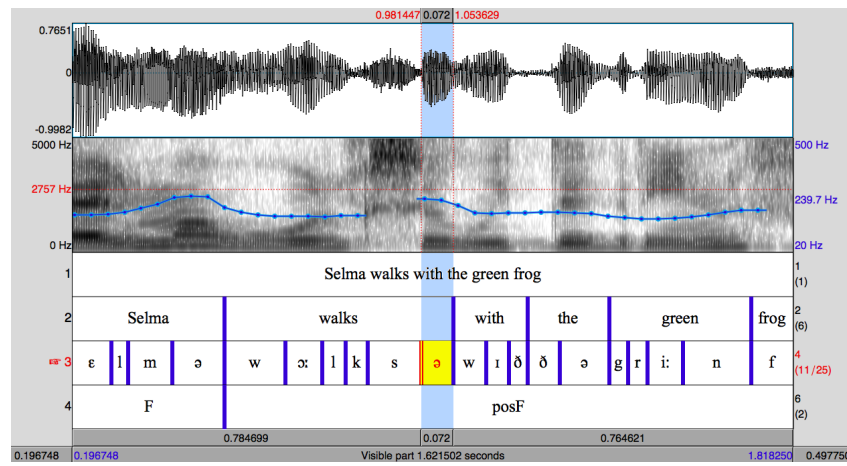 0.981447 0.072 1.053629
0.7651
0
-0.9982
5000 Hz 500 Hz
2757 Hz
239.7 Hz
0 Hz 20 Hz
1 Selma walks with the green frog 1 (1)
2 Selma walks with the green frog 2 (6)
3 ɛ l m ə w ɔː l k s ə w ɪ ð ð ə g r iː n f 4 (11/25)
4 F posF 6 (2)
0.784699 0.072 0.764621
0.196748 0.196748 Visible part 1.621502 seconds 1.818250 0.497750